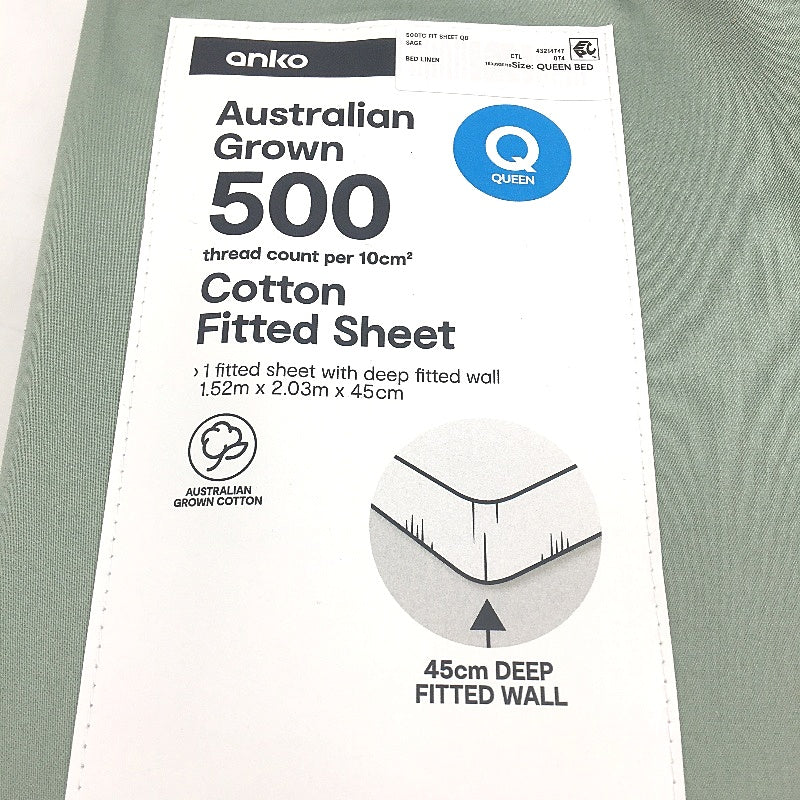 anko
500TC FIT SHEET QB
SAGE
BED LINEN
CTL
43214747
DT4
Size: QUEEN BED
Australian
Grown
500
thread count per 10cm²
Cotton
Fitted Sheet
Q
QUEEN
› 1 fitted sheet with deep fitted wall
1.52m x 2.03m x 45cm
AUSTRALIAN
GROWN COTTON
45cm DEEP
FITTED WALL